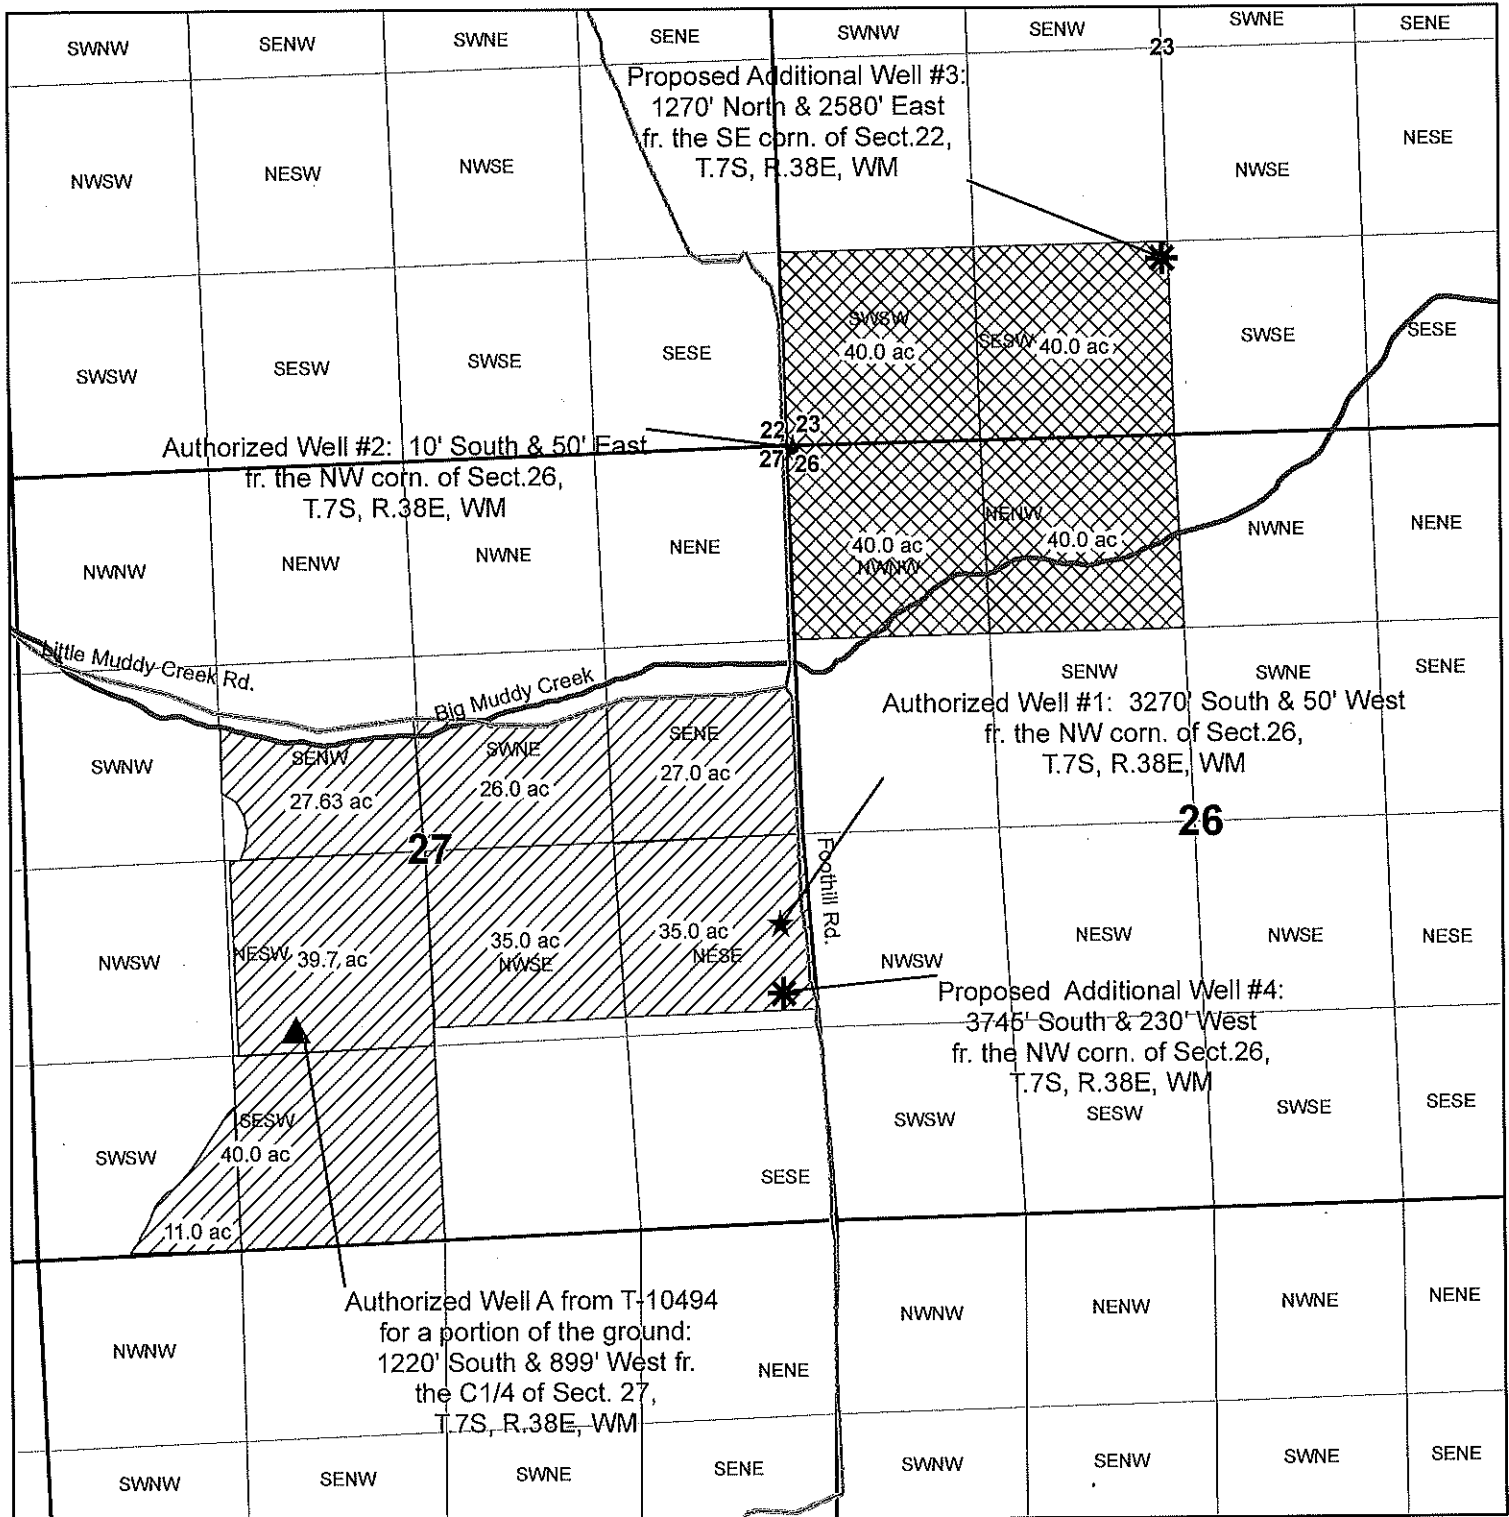 SWNW SENW SWNE SENE SWNW SENW SWNE SENE
23
Proposed Additional Well #3:
1270' North & 2580' East
fr. the SE corn. of Sect.22,
T.7S, R.38E, WM
NWSW NESW NWSE NWSE NESE
SWSW SESW SWSE SESE
SWSW
40.0 ac
SESW 40.0 ac
SWSE SESE
22 23
27 26
Authorized Well #2: 10' South & 50' East
fr. the NW corn. of Sect.26,
T.7S, R.38E, WM
NWNW NENW NWNE NENE
40.0 ac
NWNW
NENW
40.0 ac
NWNE NENE
Little Muddy Creek Rd.
Big Muddy Creek
SENW SWNE SENE
Authorized Well #1: 3270' South & 50' West
fr. the NW corn. of Sect.26,
T.7S, R.38E, WM
SWNW
SENW
27.63 ac
SWNE
26.0 ac
SENE
27.0 ac
27
26
Foothill Rd.
NWSW
NESW 39.7 ac
35.0 ac
NWSE
35.0 ac
NESE
NWSW NESW NWSE NESE
Proposed Additional Well #4:
3745' South & 230' West
fr. the NW corn. of Sect.26,
T.7S, R.38E, WM
SWSW
SESW
40.0 ac
11.0 ac
SESE
SWSW SESW SWSE SESE
Authorized Well A from T-10494
for a portion of the ground:
1220' South & 899' West fr.
the C1/4 of Sect. 27,
T.7S, R.38E, WM
NWNW NENE NWNW NENW NWNE NENE
SWNW SENW SWNE SENE SWNW SENW SWNE SENE